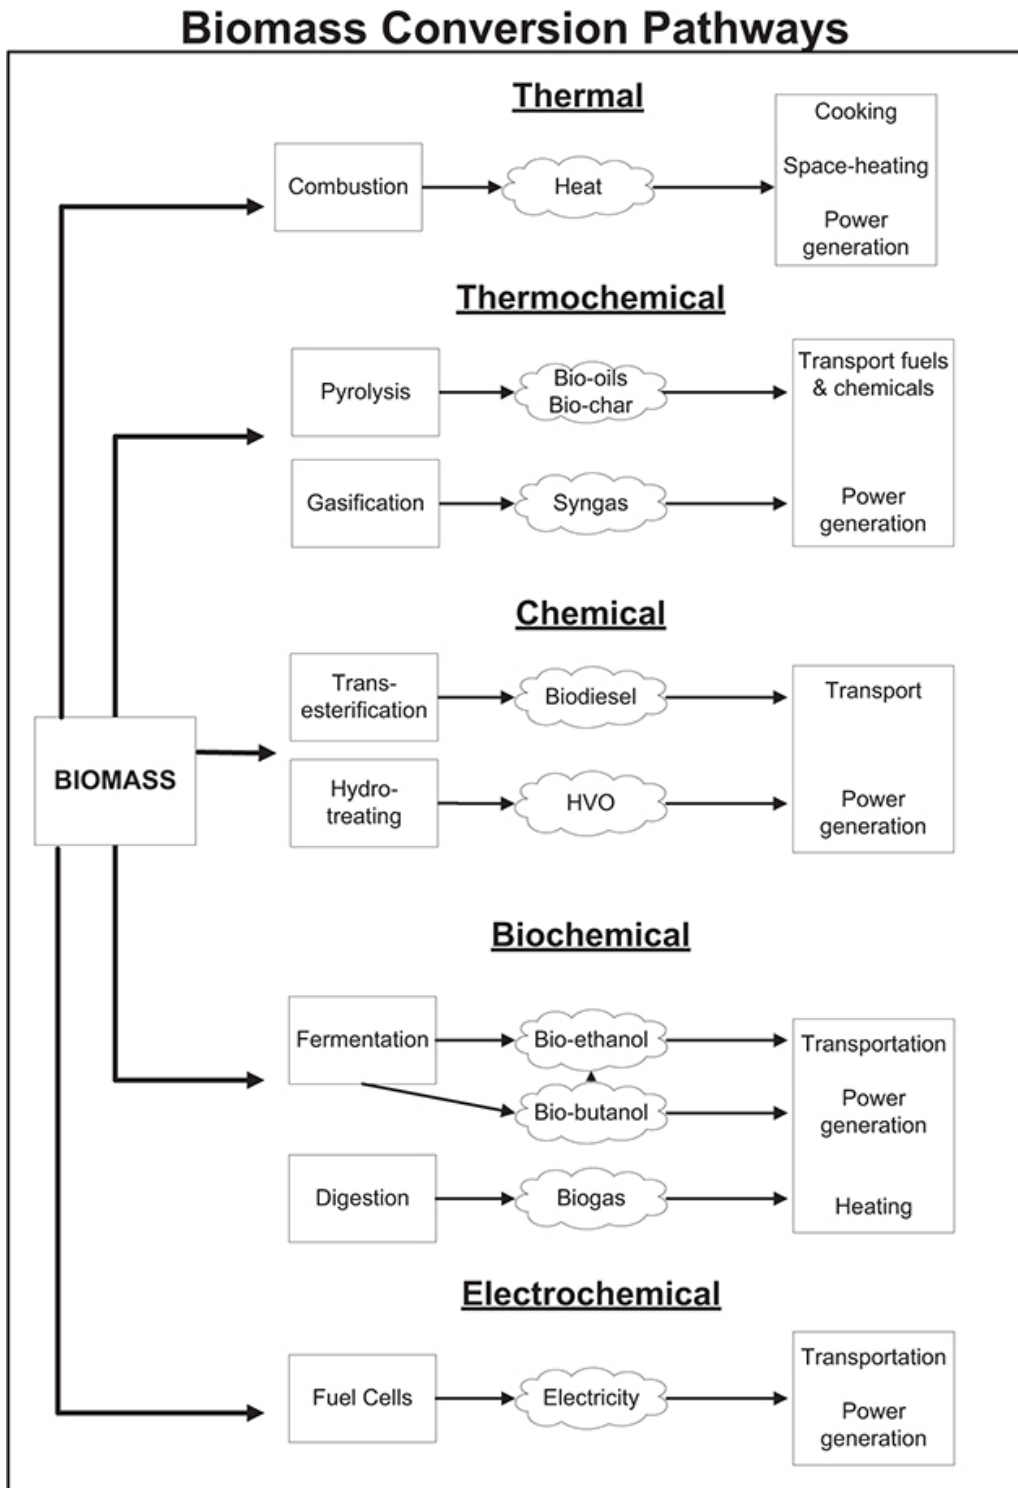 Biomass Conversion Pathways
Thermal
Combustion
Heat
Cooking
Space-heating
Power
generation
Thermochemical
Pyrolysis
Bio-oils
Bio-char
Transport fuels
& chemicals
Gasification
Syngas
Power
generation
Chemical
Trans-
esterification
Biodiesel
Transport
BIOMASS
Hydro-
treating
HVO
Power
generation
Biochemical
Fermentation
Bio-ethanol
Transportation
Bio-butanol
Power
generation
Digestion
Biogas
Heating
Electrochemical
Fuel Cells
Electricity
Transportation
Power
generation